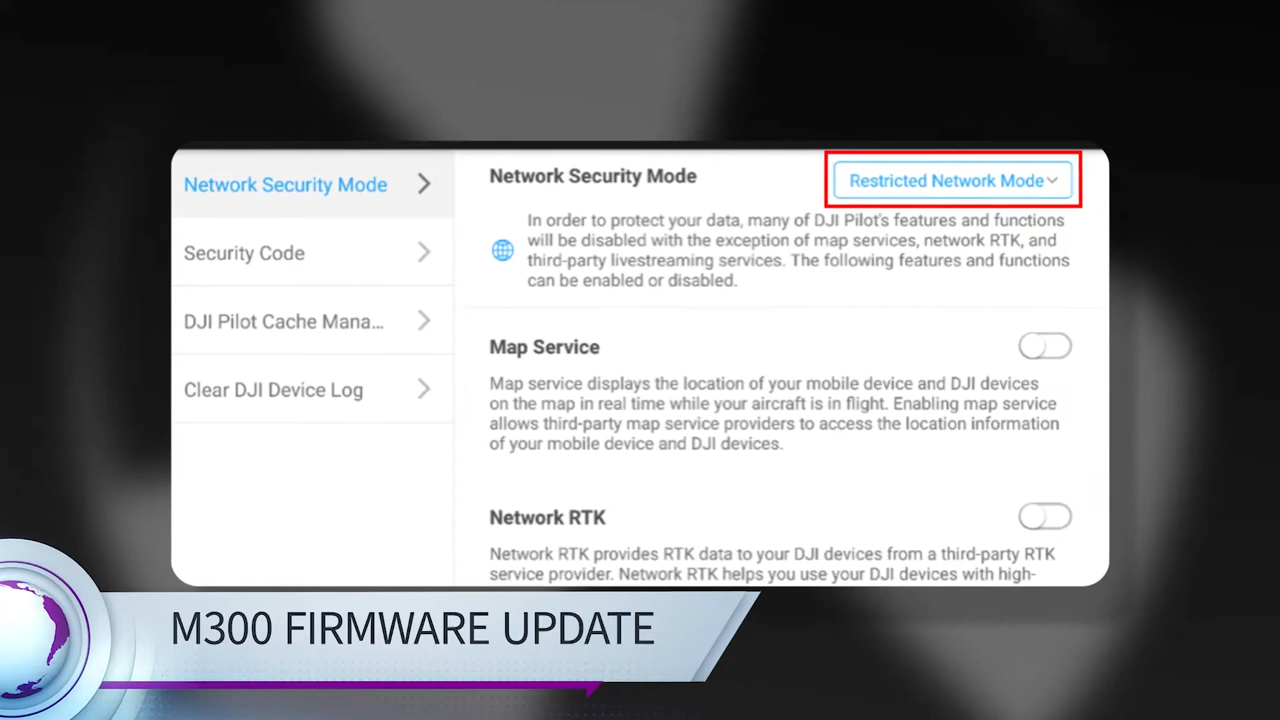 Network Security Mode
Security Code
DJI Pilot Cache Mana...
Clear DJI Device Log
Network Security Mode
Restricted Network Mode
In order to protect your data, many of DJI Pilot's features and functions
will be disabled with the exception of map services, network RTK, and
third-party livestreaming services. The following features and functions
can be enabled or disabled.
Map Service
Map service displays the location of your mobile device and DJI devices
on the map in real time while your aircraft is in flight. Enabling map service
allows third-party map service providers to access the location information
of your mobile device and DJI devices.
Network RTK
Network RTK provides RTK data to your DJI devices from a third-party RTK
service provider. Network RTK helps you use your DJI devices with high-
M300 FIRMWARE UPDATE